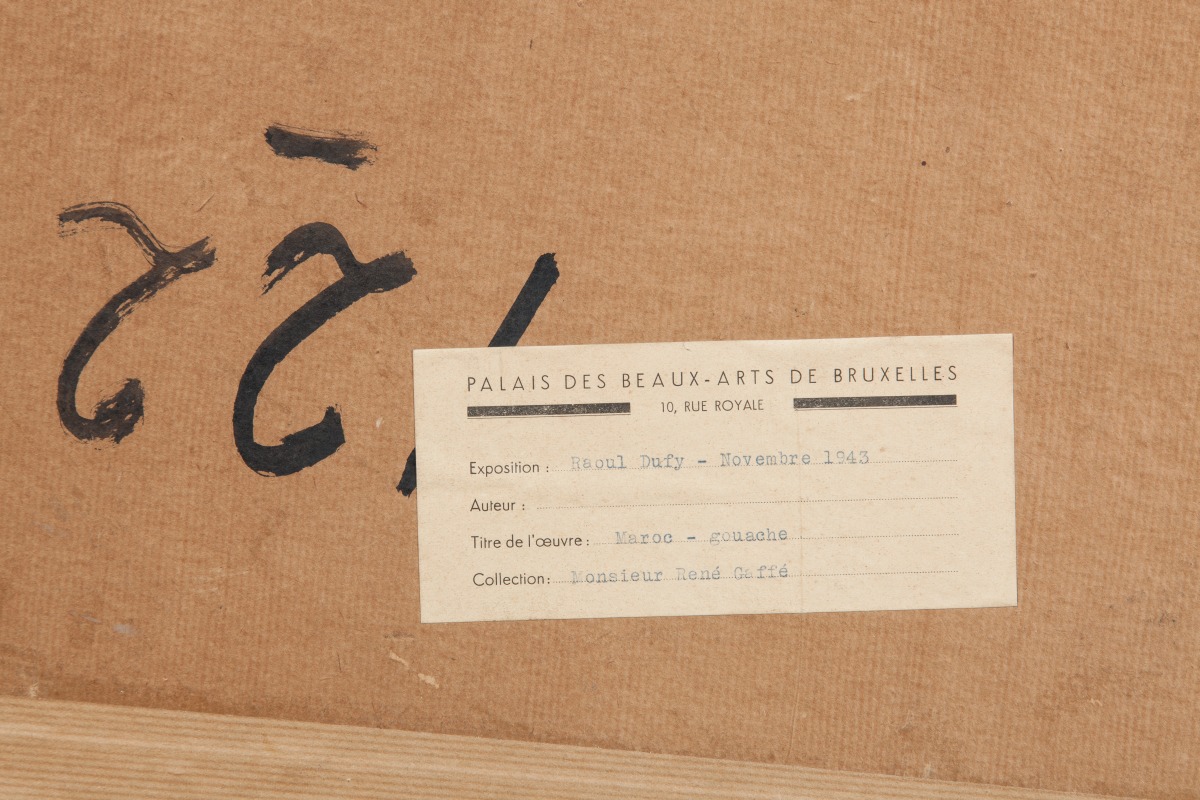 22
PALAIS DES BEAUX-ARTS DE BRUXELLES
10, RUE ROYALE
Exposition : Raoul Dufy - Novembre 1943
Auteur :
Titre de l'œuvre : Maroc - gouache
Collection : Monsieur René Gaffé